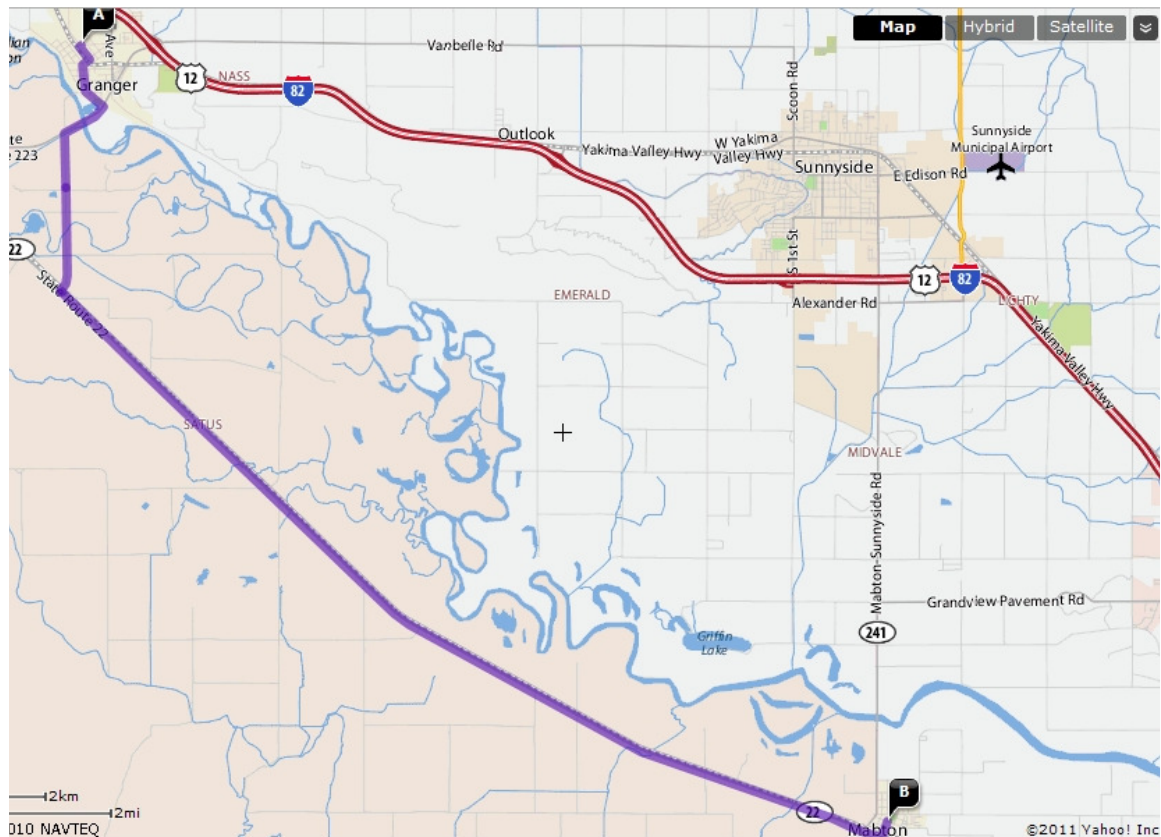 A
Map
Hybrid
Satellite
Ave
Vanbelle Rd
12
NASS
82
Granger
Outlook
Yakima Valley Hwy
W Yakima
Valley Hwy
Scoon Rd
Sunnyside
Sunnyside
Municipal Airport
E Edison Rd
223
22
State Route 22
S 1st St
12
82
Alexander Rd
LICHTY
EMERALD
Yakima Valley Hwy
SATUS
MIDVALE
Mabton-Sunnyside Rd
Grandview Pavement Rd
241
Griffin
Lake
2km
2mi
22
B
Mabton
010 NAVTEQ
©2011 Yahoo! Inc